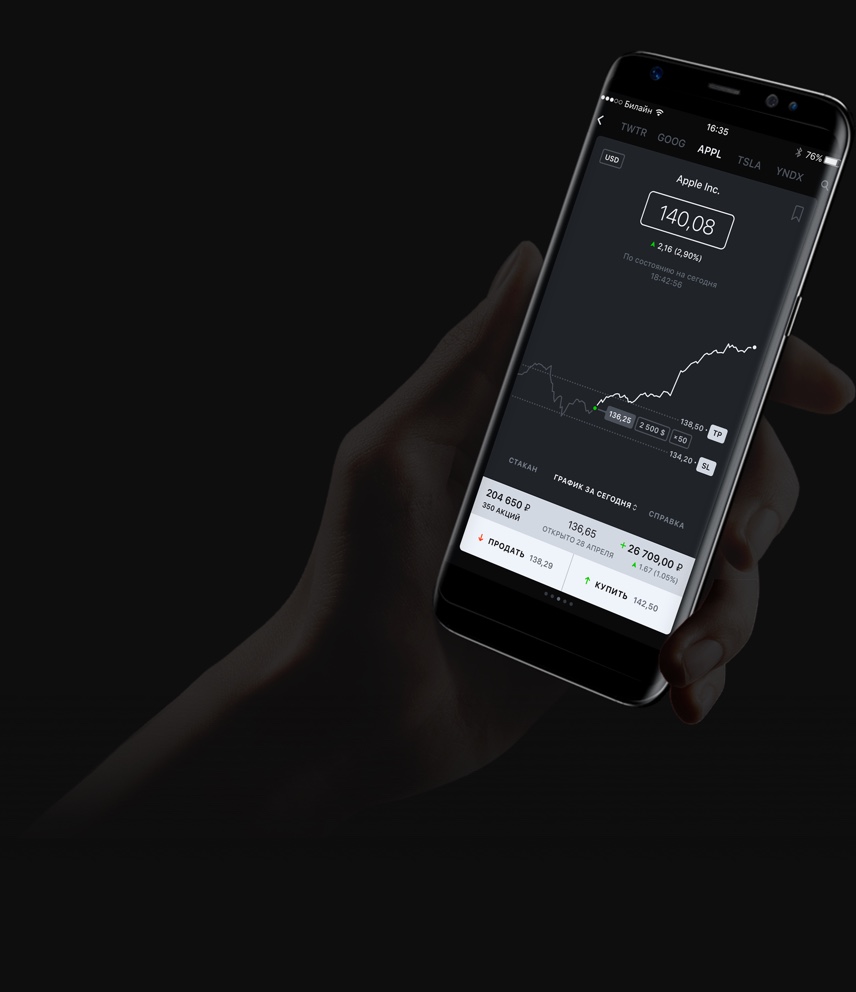 Билайн 16:35 76%
TWTR GOOG APPL TSLA YNDX
USD
Apple Inc.
140,08
2,16 (2,90%)
По состоянию на сегодня
18:42:56
138,50 TP
136,25 2 500 $ ×50
134,20 SL
СТАКАН ГРАФИК ЗА СЕГОДНЯ СПРАВКА
204 650 ₽ 136,65 + 26 709,00 ₽
350 АКЦИЙ ОТКРЫТО 28 АПРЕЛЯ 1.67 (1.05%)
ПРОДАТЬ 138,29 КУПИТЬ 142,50